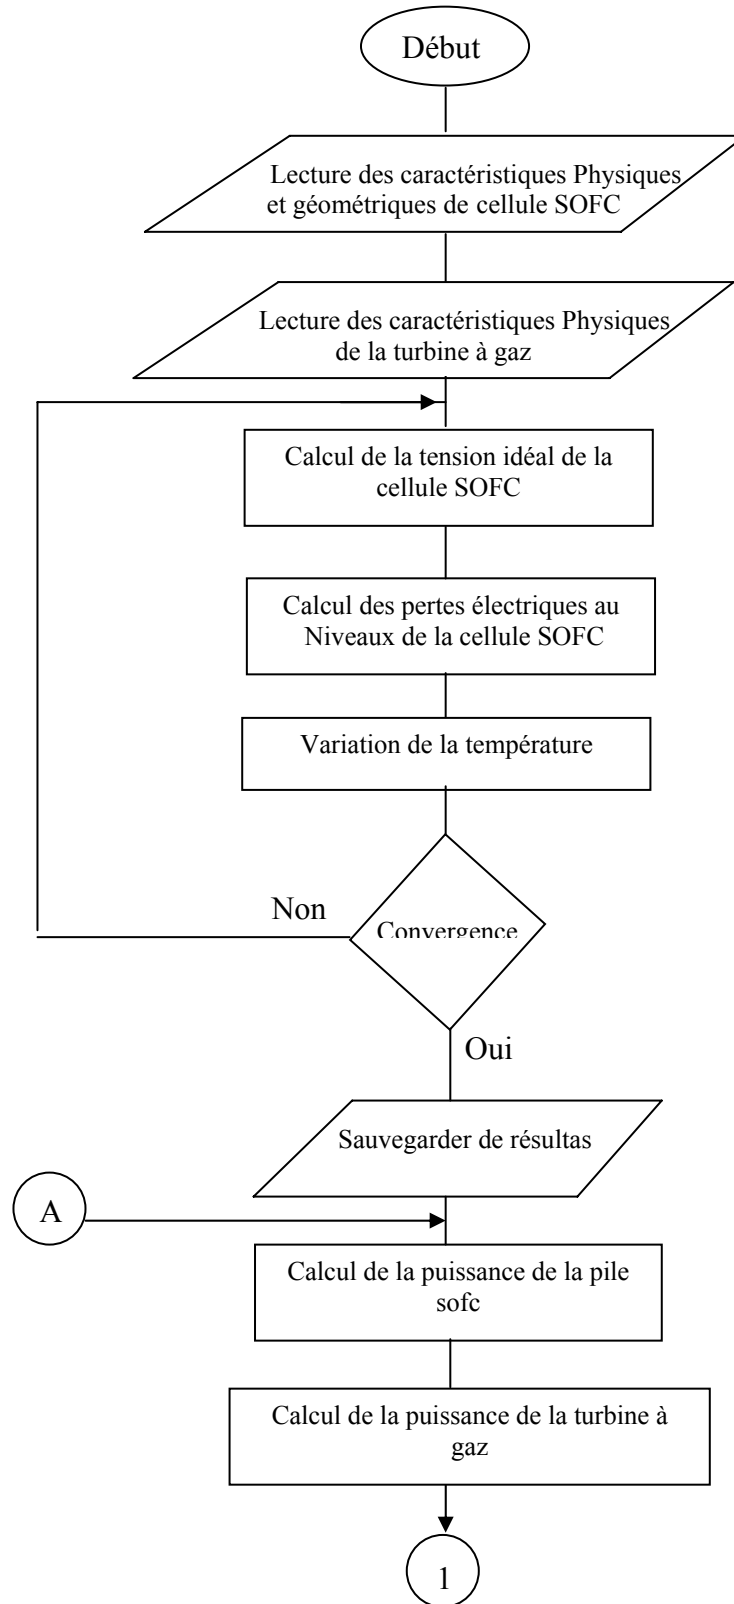 Début
Lecture des caractéristiques Physiques
et géométriques de cellule SOFC
Lecture des caractéristiques Physiques
de la turbine à gaz
Calcul de la tension idéal de la
cellule SOFC
Calcul des pertes électriques au
Niveaux de la cellule SOFC
Variation de la température
Non
Convergence
Oui
Sauvegarder de résultas
A
Calcul de la puissance de la pile
sofc
Calcul de la puissance de la turbine à
gaz
1